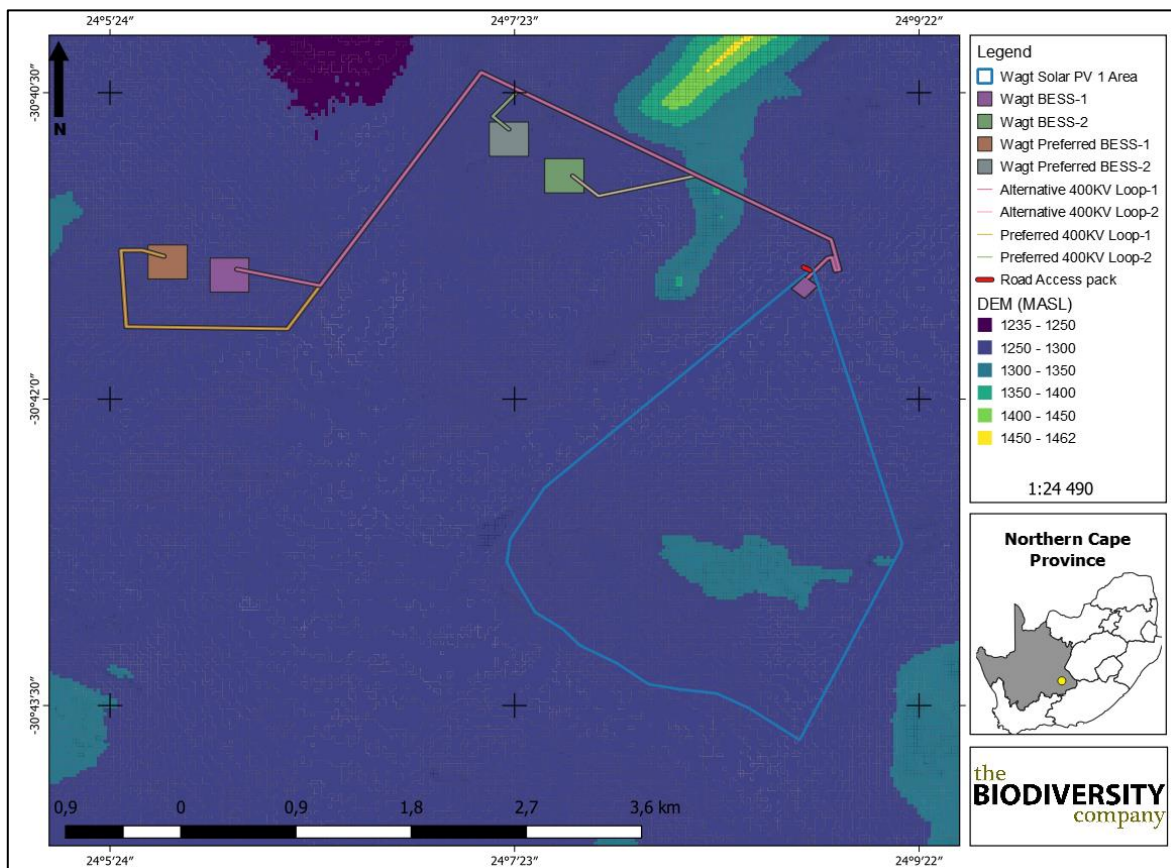 24°5′24″ 24°7′23″ 24°9′22″
-30°40′30″
N
-30°42′0″
-30°43′30″
0,9 0 0,9 1,8 2,7 3,6 km
24°5′24″ 24°7′23″ 24°9′22″
Legend
Wagt Solar PV 1 Area
Wagt BESS-1
Wagt BESS-2
Wagt Preferred BESS-1
Wagt Preferred BESS-2
Alternative 400KV Loop-1
Alternative 400KV Loop-2
Preferred 400KV Loop-1
Preferred 400KV Loop-2
Road Access pack
DEM (MASL)
1235 - 1250
1250 - 1300
1300 - 1350
1350 - 1400
1400 - 1450
1450 - 1462
1:24 490
Northern Cape
Province
the
BIODIVERSITY
company